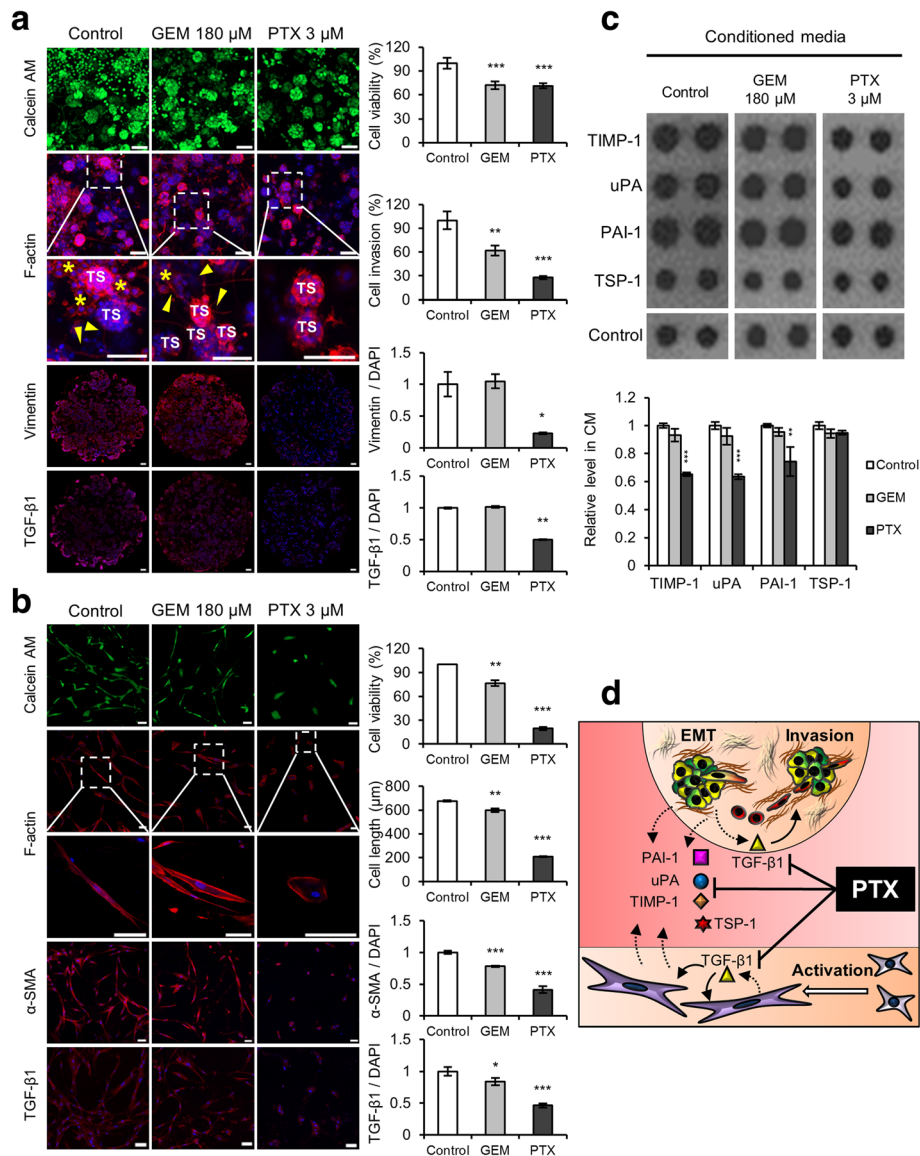 a
Control GEM 180 µM PTX 3 µM
Calcein AM
F-actin
TS
TS
TS
TS
TS
TS
TS
* * *
*
Vimentin
TGF-β1
Cell viability (%)
120
90
60
30
0
*** ***
Control GEM PTX
Cell invasion (%)
120
90
60
30
0
** ***
Control GEM PTX
Vimentin / DAPI
1.5
1
0.5
0
*
Control GEM PTX
TGF-β1 / DAPI
1.5
1
0.5
0
**
Control GEM PTX
b
Control GEM 180 µM PTX 3 µM
Calcein AM
F-actin
α-SMA
TGF-β1
Cell viability (%)
120
90
60
30
0
** ***
Control GEM PTX
Cell length (µm)
800
600
400
200
0
** ***
Control GEM PTX
α-SMA / DAPI
1.5
1
0.5
0
*** ***
Control GEM PTX
TGF-β1 / DAPI
1.5
1
0.5
0
* ***
Control GEM PTX
c
Conditioned media
Control
GEM
180 µM
PTX
3 µM
TIMP-1
uPA
PAI-1
TSP-1
Control
Relative level in CM
1.2
1
0.8
0.6
0.4
0.2
0
*** *** **
TIMP-1 uPA PAI-1 TSP-1
Control
GEM
PTX
d
EMT Invasion
PAI-1
TGF-β1
uPA
TIMP-1
TSP-1
PTX
TGF-β1
Activation